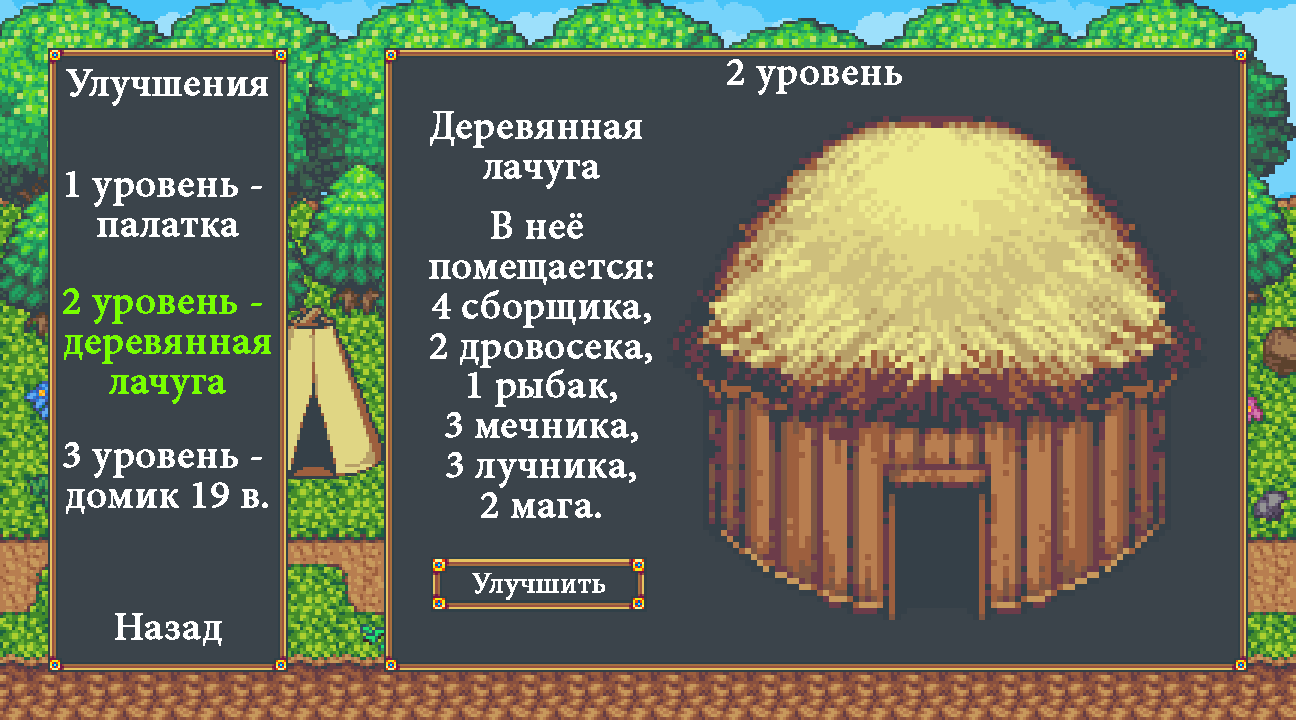 Улучшения
1 уровень -
палатка
2 уровень -
деревянная
лачуга
3 уровень -
домик 19 в.
Назад
2 уровень
Деревянная
лачуга
В неё
помещается:
4 сборщика,
2 дровосека,
1 рыбак,
3 мечника,
3 лучника,
2 мага.
Улучшить